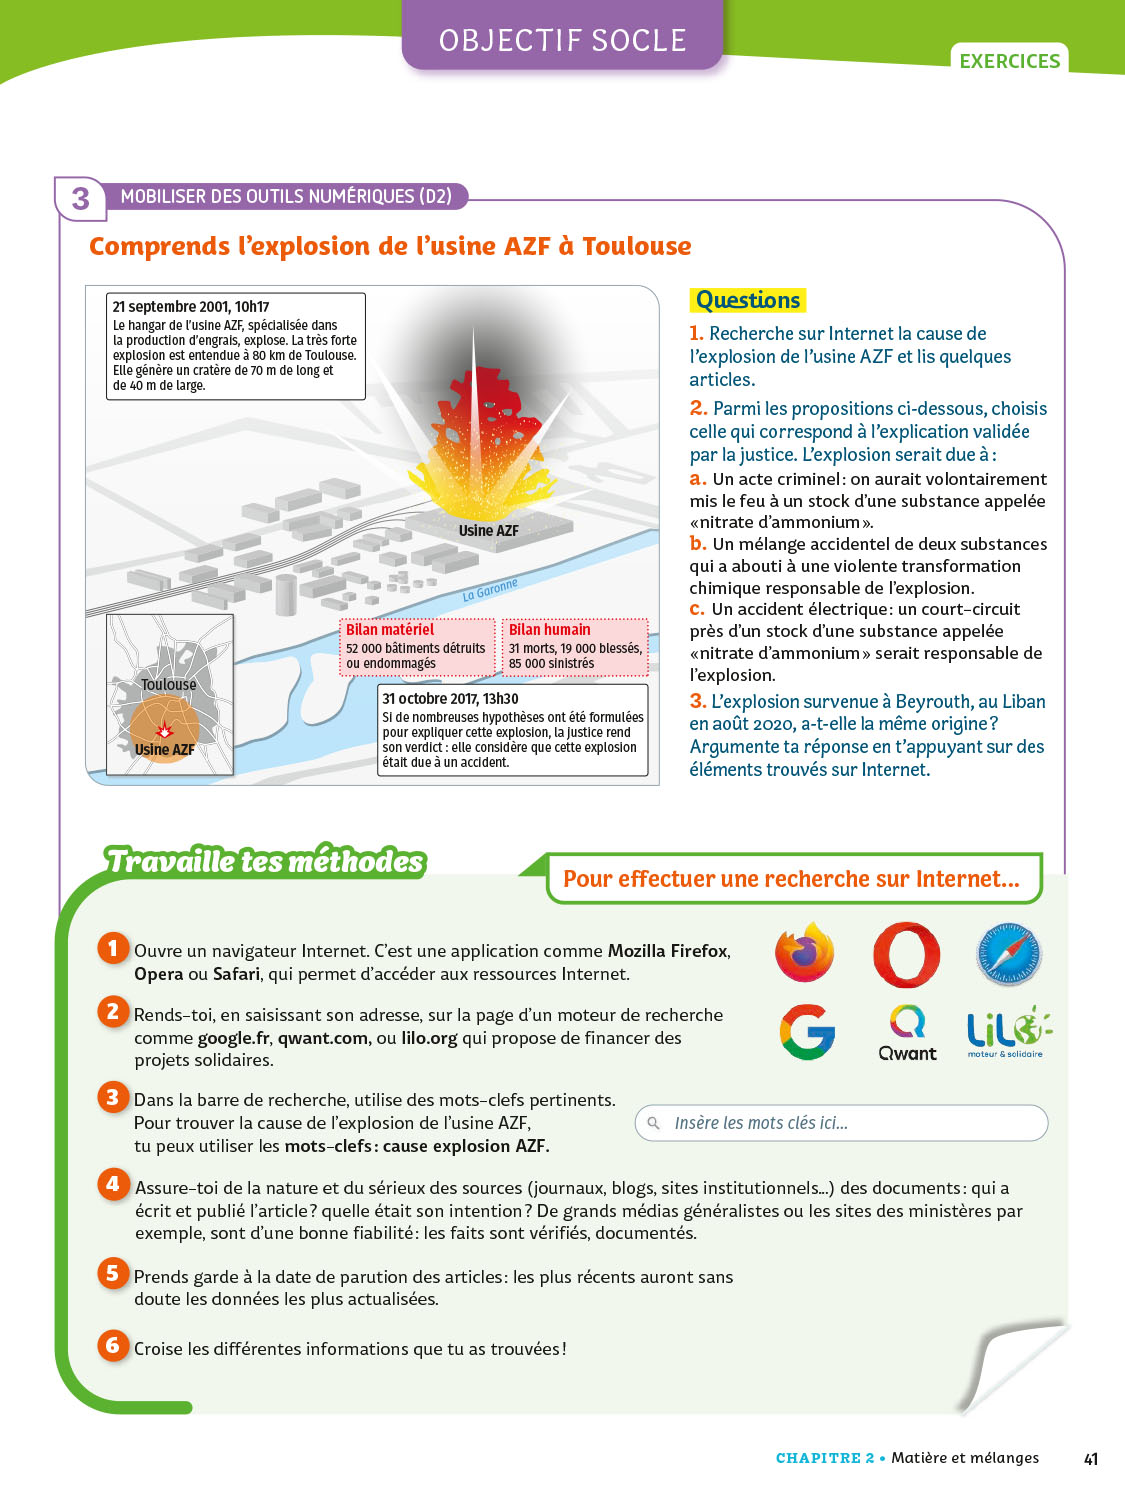 OBJECTIF SOCLE
EXERCICES
3
MOBILISER DES OUTILS NUMÉRIQUES (D2)
Comprends l'explosion de l'usine AZF à Toulouse
21 septembre 2001, 10h17
Le hangar de l'usine AZF, spécialisée dans
la production d'engrais, explose. La très forte
explosion est entendue à 80 km de Toulouse.
Elle génère un cratère de 70 m de long et
de 40 m de large.
Usine AZF
La Garonne
Bilan matériel
52 000 bâtiments détruits
ou endommagés
Bilan humain
31 morts, 19 000 blessés,
85 000 sinistrés
Toulouse
Usine AZF
31 octobre 2017, 13h30
Si de nombreuses hypothèses ont été formulées
pour expliquer cette explosion, la justice rend
son verdict : elle considère que cette explosion
était due à un accident.
Questions
1. Recherche sur Internet la cause de
l'explosion de l'usine AZF et lis quelques
articles.
2. Parmi les propositions ci-dessous, choisis
celle qui correspond à l'explication validée
par la justice. L'explosion serait due à :
a. Un acte criminel : on aurait volontairement
mis le feu à un stock d'une substance appelée
«nitrate d'ammonium».
b. Un mélange accidentel de deux substances
qui a abouti à une violente transformation
chimique responsable de l'explosion.
c. Un accident électrique : un court-circuit
près d'un stock d'une substance appelée
«nitrate d'ammonium» serait responsable de
l'explosion.
3. L'explosion survenue à Beyrouth, au Liban
en août 2020, a-t-elle la même origine ?
Argumente ta réponse en t'appuyant sur des
éléments trouvés sur Internet.
Travaille tes méthodes
Pour effectuer une recherche sur Internet...
1 Ouvre un navigateur Internet. C'est une application comme Mozilla Firefox,
Opera ou Safari, qui permet d'accéder aux ressources Internet.
2 Rends-toi, en saisissant son adresse, sur la page d'un moteur de recherche
comme google.fr, qwant.com, ou lilo.org qui propose de financer des
projets solidaires.
Qwant
LiLO
moteur & solidaire
3 Dans la barre de recherche, utilise des mots-clefs pertinents.
Pour trouver la cause de l'explosion de l'usine AZF,
tu peux utiliser les mots-clefs : cause explosion AZF.
Insère les mots clés ici...
4 Assure-toi de la nature et du sérieux des sources (journaux, blogs, sites institutionnels...) des documents : qui a
écrit et publié l'article ? quelle était son intention ? De grands médias généralistes ou les sites des ministères par
exemple, sont d'une bonne fiabilité : les faits sont vérifiés, documentés.
5 Prends garde à la date de parution des articles : les plus récents auront sans
doute les données les plus actualisées.
6 Croise les différentes informations que tu as trouvées !
CHAPITRE 2 • Matière et mélanges
41